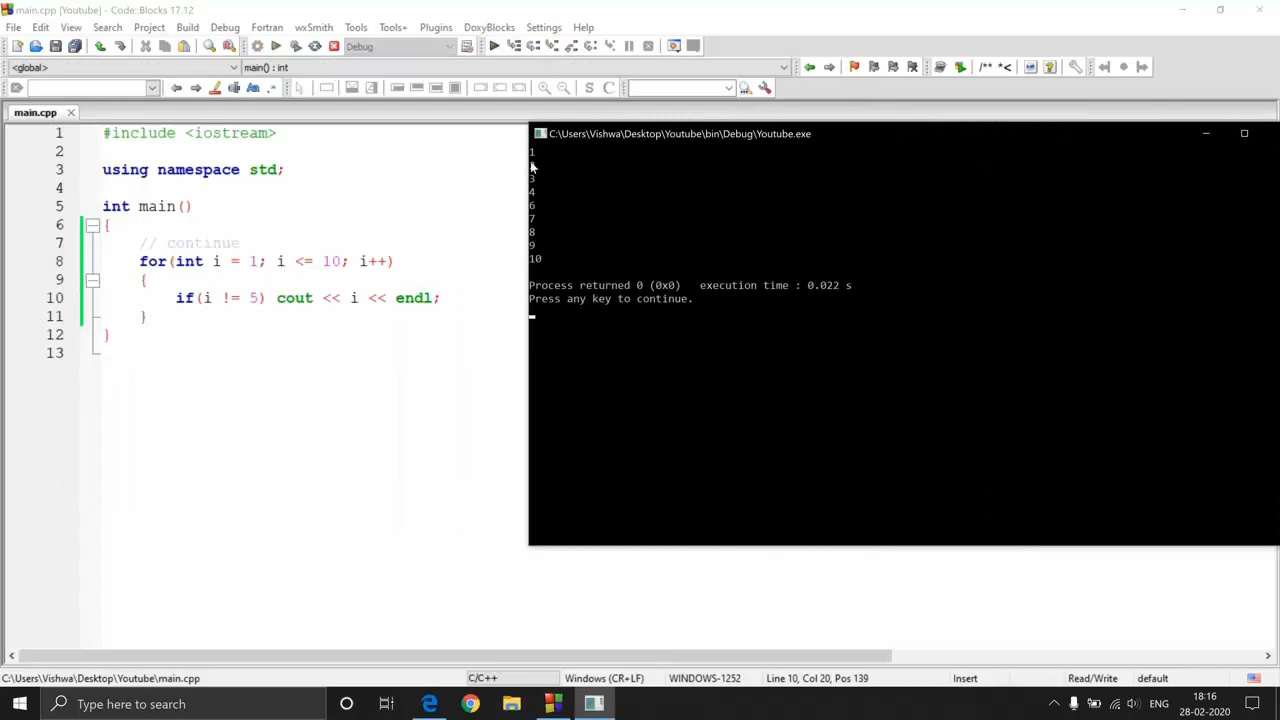 main.cpp [Youtube] - Code::Blocks 17.12
File Edit View Search Project Build Debug Fortran wxSmith Tools Tools+ Plugins DoxyBlocks Settings Help
Debug
<global> main() : int
/** *<
S C
main.cpp
1 #include <iostream>
2
3 using namespace std;
4
5 int main()
6 {
7 // continue
8 for(int i = 1; i <= 10; i++)
9 {
10 if(i != 5) cout << i << endl;
11 }
12 }
13
C:\Users\Vishwa\Desktop\Youtube\bin\Debug\Youtube.exe
1
3
4
6
7
8
9
10
Process returned 0 (0x0) execution time : 0.022 s
Press any key to continue.
C:\Users\Vishwa\Desktop\Youtube\main.cpp C/C++ Windows (CR+LF) WINDOWS-1252 Line 10, Col 20, Pos 139 Insert Read/Write default
Type here to search
ENG
18:16
28-02-2020